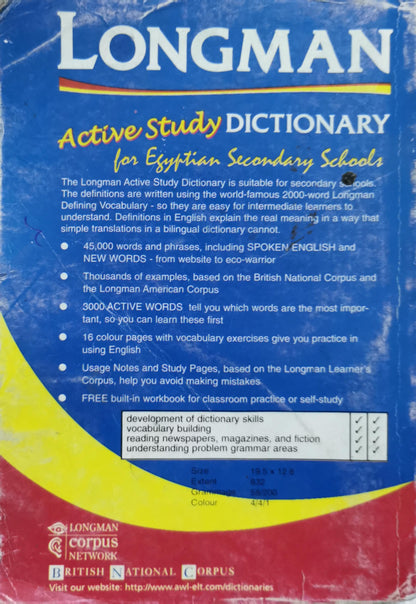 LONGMAN
Active Study DICTIONARY
for Egyptian Secondary Schools
The Longman Active Study Dictionary is suitable for secondary schools.
The definitions are written using the world-famous 2000-word Longman
Defining Vocabulary - so they are easy for intermediate learners to
understand. Definitions in English explain the real meaning in a way that
simple translations in a bilingual dictionary cannot.
● 45,000 words and phrases, including SPOKEN ENGLISH and
NEW WORDS - from website to eco-warrior
● Thousands of examples, based on the British National Corpus and
the Longman American Corpus
● 3000 ACTIVE WORDS tell you which words are the most impor-
tant, so you can learn these first
● 16 colour pages with vocabulary exercises give you practice in
using English
● Usage Notes and Study Pages, based on the Longman Learner's
Corpus, help you avoid making mistakes
● FREE built-in workbook for classroom practice or self-study
development of dictionary skills ✓ ✓
vocabulary building ✓ ✓
reading newspapers, magazines, and fiction ✓ ✓
understanding problem grammar areas ✓ ✓
Size 19.5 x 12.6
Extent 832
Grammage 55/200
Colour 4/4/1
LONGMAN
corpus
NETWORK
BRITISH NATIONAL CORPUS
Visit our website: http://www.awl-elt.com/dictionaries